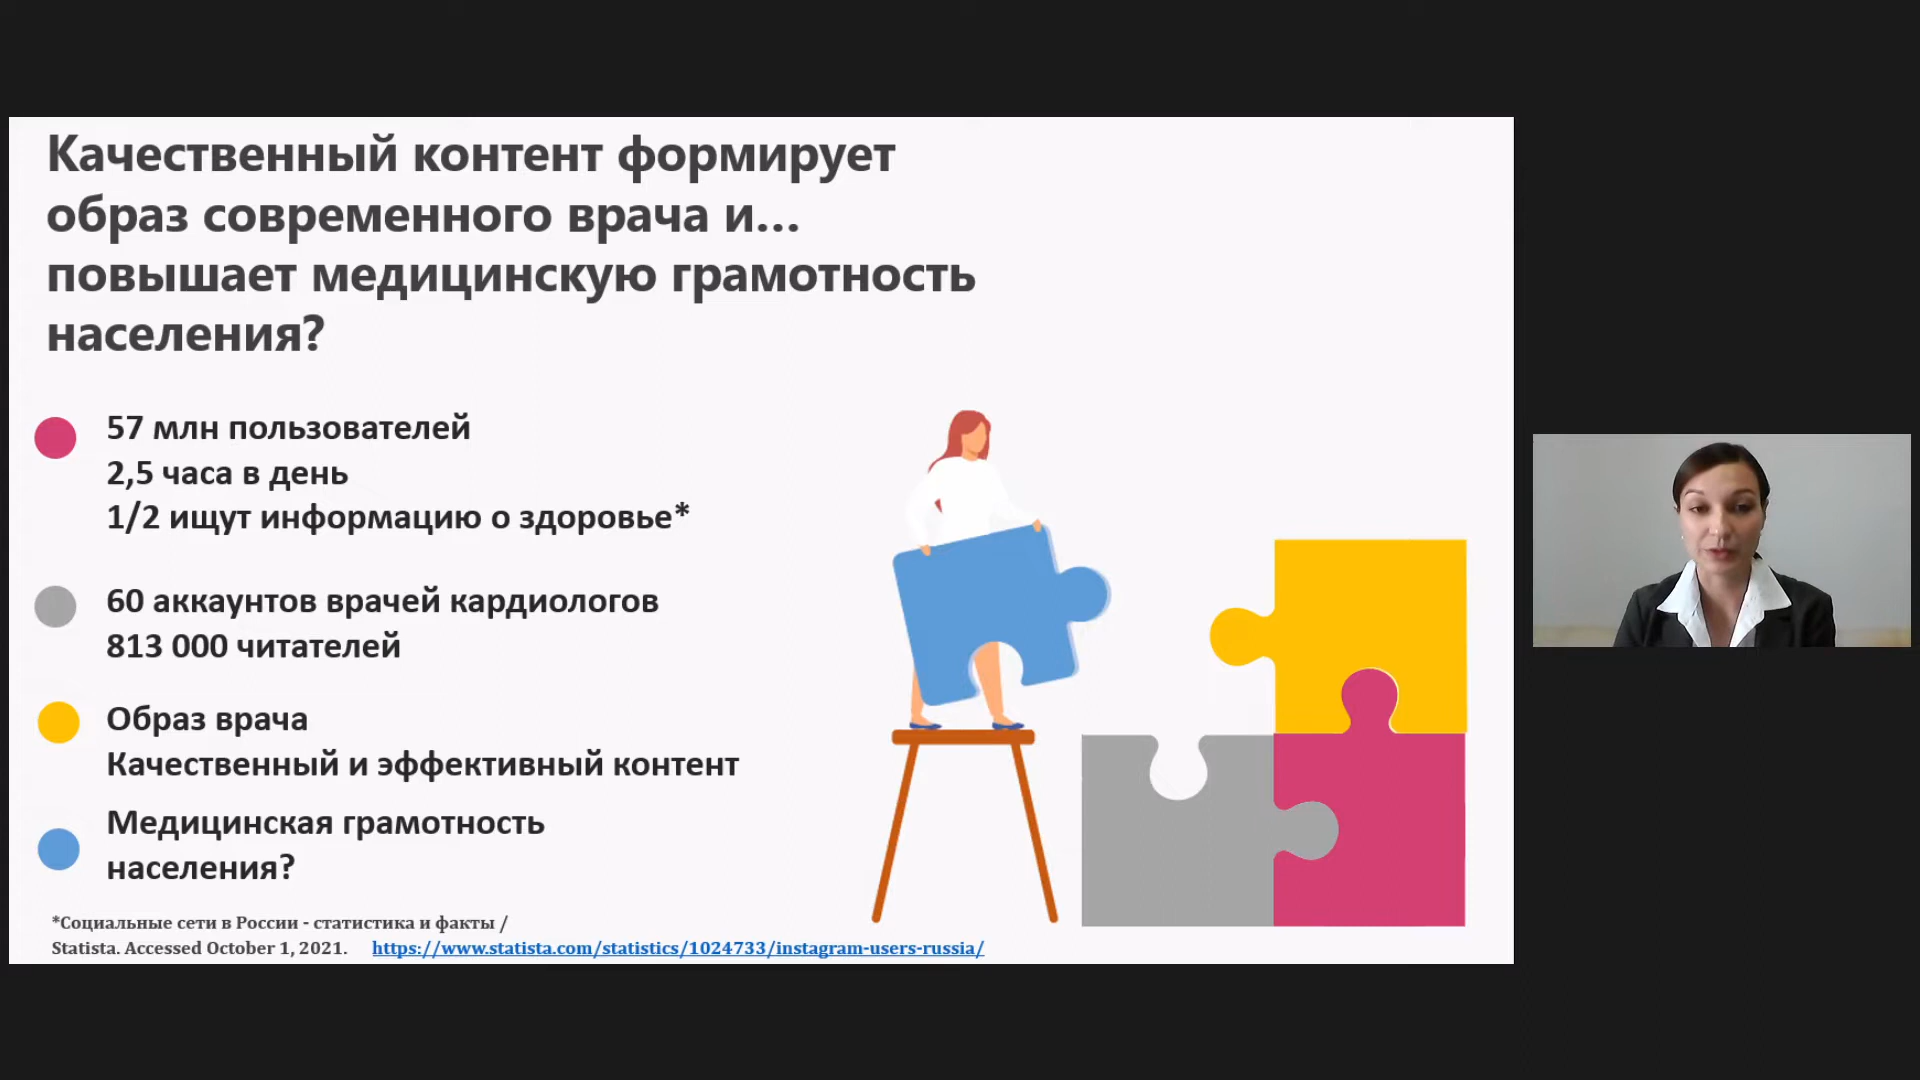 Качественный контент формирует
образ современного врача и...
повышает медицинскую грамотность
населения?
57 млн пользователей
2,5 часа в день
1/2 ищут информацию о здоровье*
60 аккаунтов врачей кардиологов
813 000 читателей
Образ врача
Качественный и эффективный контент
Медицинская грамотность
населения?
*Социальные сети в России - статистика и факты /
Statista. Accessed October 1, 2021. https://www.statista.com/statistics/1024733/instagram-users-russia/